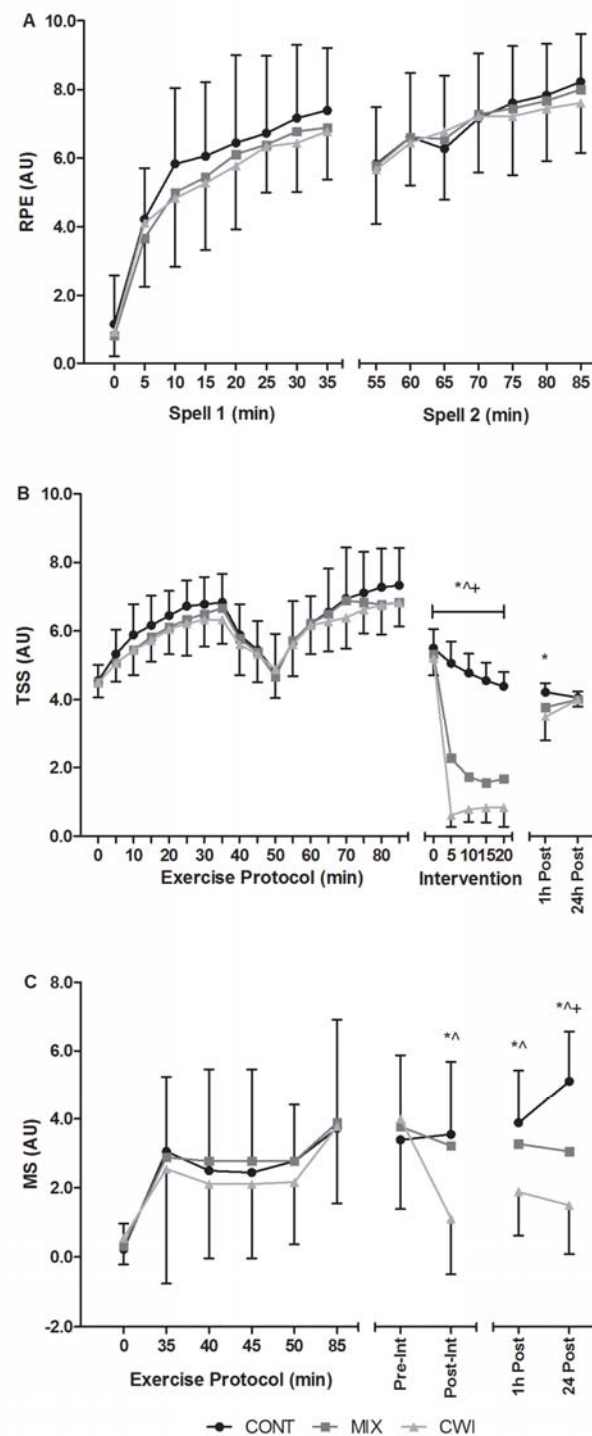 A
10.0
8.0
6.0
4.0
2.0
0.0
RPE (AU)
0 5 10 15 20 25 30 35 55 60 65 70 75 80 85
Spell 1 (min) Spell 2 (min)
B
10.0
8.0
6.0
4.0
2.0
0.0
TSS (AU)
*^+
*
0 10 20 30 40 50 60 70 80 0 5 10 15 20 1h Post 24h Post
Exercise Protocol (min) Intervention
C
8.0
6.0
4.0
2.0
0.0
-2.0
MS (AU)
*^ *^ *^+
0 35 40 45 50 85 Pre-Int Post-Int 1h Post 24 Post
Exercise Protocol (min)
CONT MIX CWI